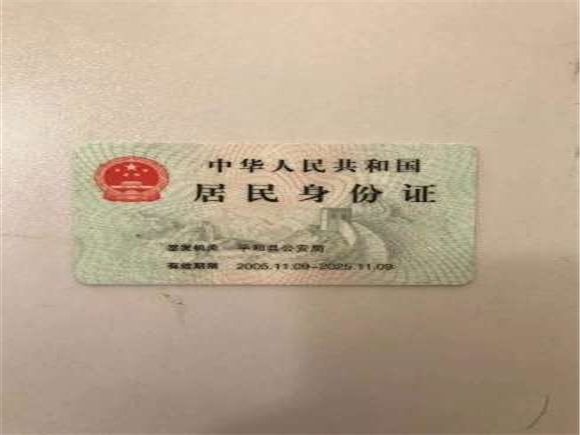 中华人民共和国
居民身份证
签发机关 平和县公安局
有效期限 2005.11.09-2025.11.09